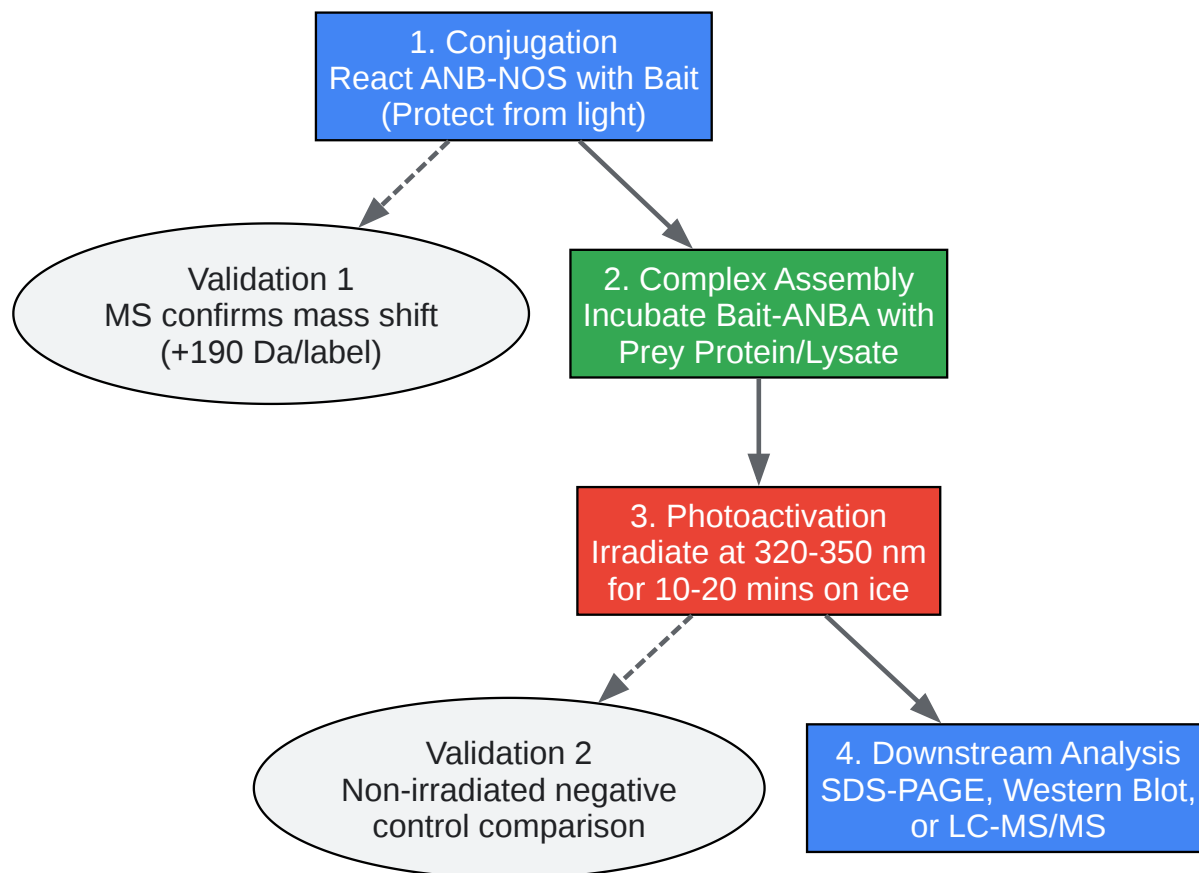 1. Conjugation
React ANB-NOS with Bait
(Protect from light)
Validation 1
MS confirms mass shift
(+190 Da/label)
2. Complex Assembly
Incubate Bait-ANBA with
Prey Protein/Lysate
3. Photoactivation
Irradiate at 320-350 nm
for 10-20 mins on ice
Validation 2
Non-irradiated negative
control comparison
4. Downstream Analysis
SDS-PAGE, Western Blot,
or LC-MS/MS